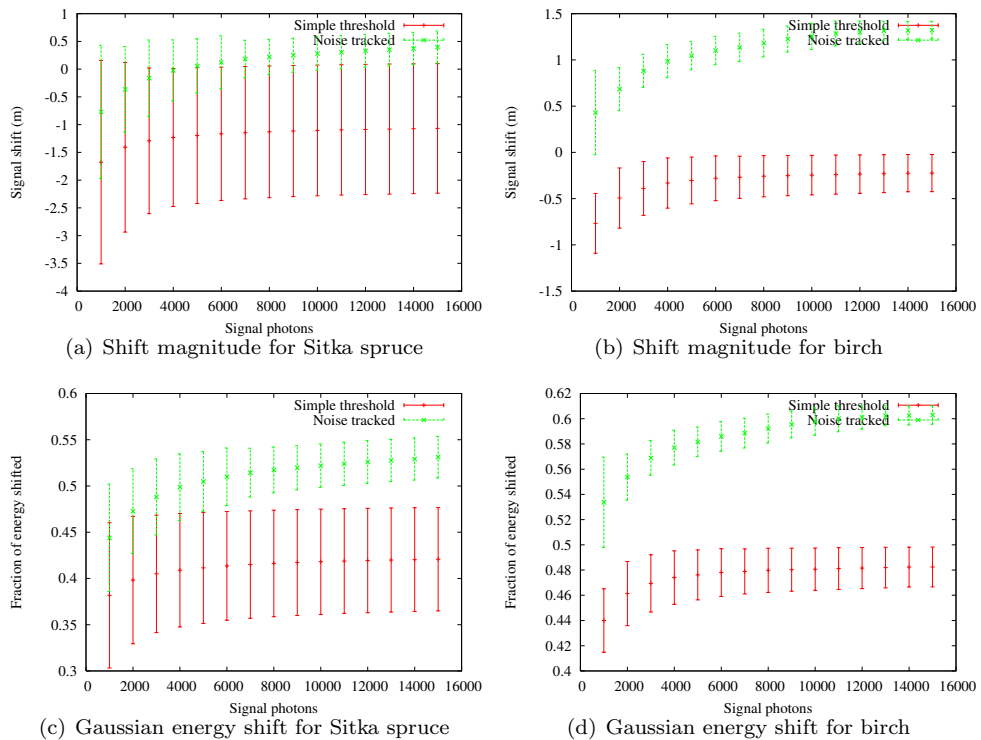 1
0.5
0
-0.5
-1
-1.5
-2
-2.5
-3
-3.5
-4
Signal shift (m)
Simple threshold
Noise tracked
0 2000 4000 6000 8000 10000 12000 14000 16000
Signal photons
(a) Shift magnitude for Sitka spruce
1.5
1
0.5
0
-0.5
-1
-1.5
Signal shift (m)
Simple threshold
Noise tracked
0 2000 4000 6000 8000 10000 12000 14000 16000
Signal photons
(b) Shift magnitude for birch
0.6
0.55
0.5
0.45
0.4
0.35
0.3
Fraction of energy shifted
Simple threshold
Noise tracked
0 2000 4000 6000 8000 10000 12000 14000 16000
Signal photons
(c) Gaussian energy shift for Sitka spruce
0.62
0.6
0.58
0.56
0.54
0.52
0.5
0.48
0.46
0.44
0.42
0.4
Fraction of energy shifted
Simple threshold
Noise tracked
0 2000 4000 6000 8000 10000 12000 14000 16000
Signal photons
(d) Gaussian energy shift for birch